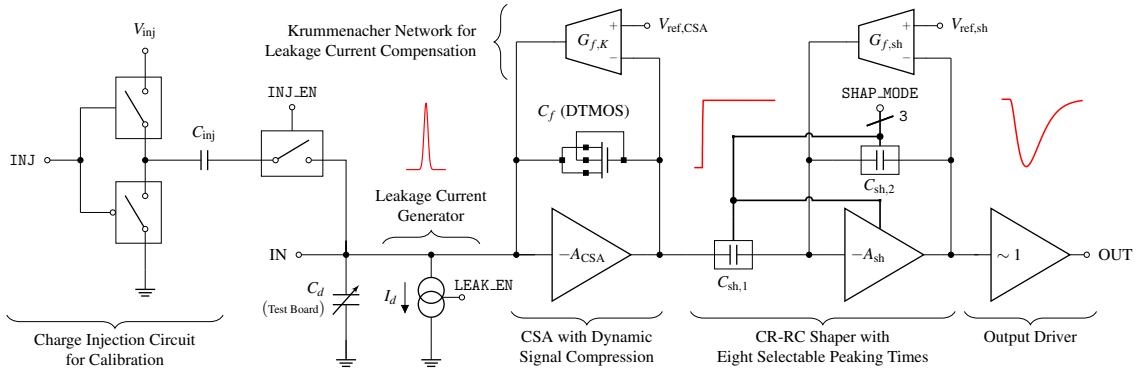 Krummenacher Network for
Leakage Current Compensation
V_ref,CSA
V_ref,sh
G_f,K
G_f,sh
+
−
+
−
V_inj
INJ_EN
SHAP_MODE
3
C_f (DTMOS)
C_inj
INJ
C_sh,2
Leakage Current
Generator
IN
−A_CSA
−A_sh
∼ 1
OUT
C_sh,1
C_d
(Test Board)
I_d
LEAK_EN
Charge Injection Circuit
for Calibration
CSA with Dynamic
Signal Compression
CR-RC Shaper with
Eight Selectable Peaking Times
Output Driver